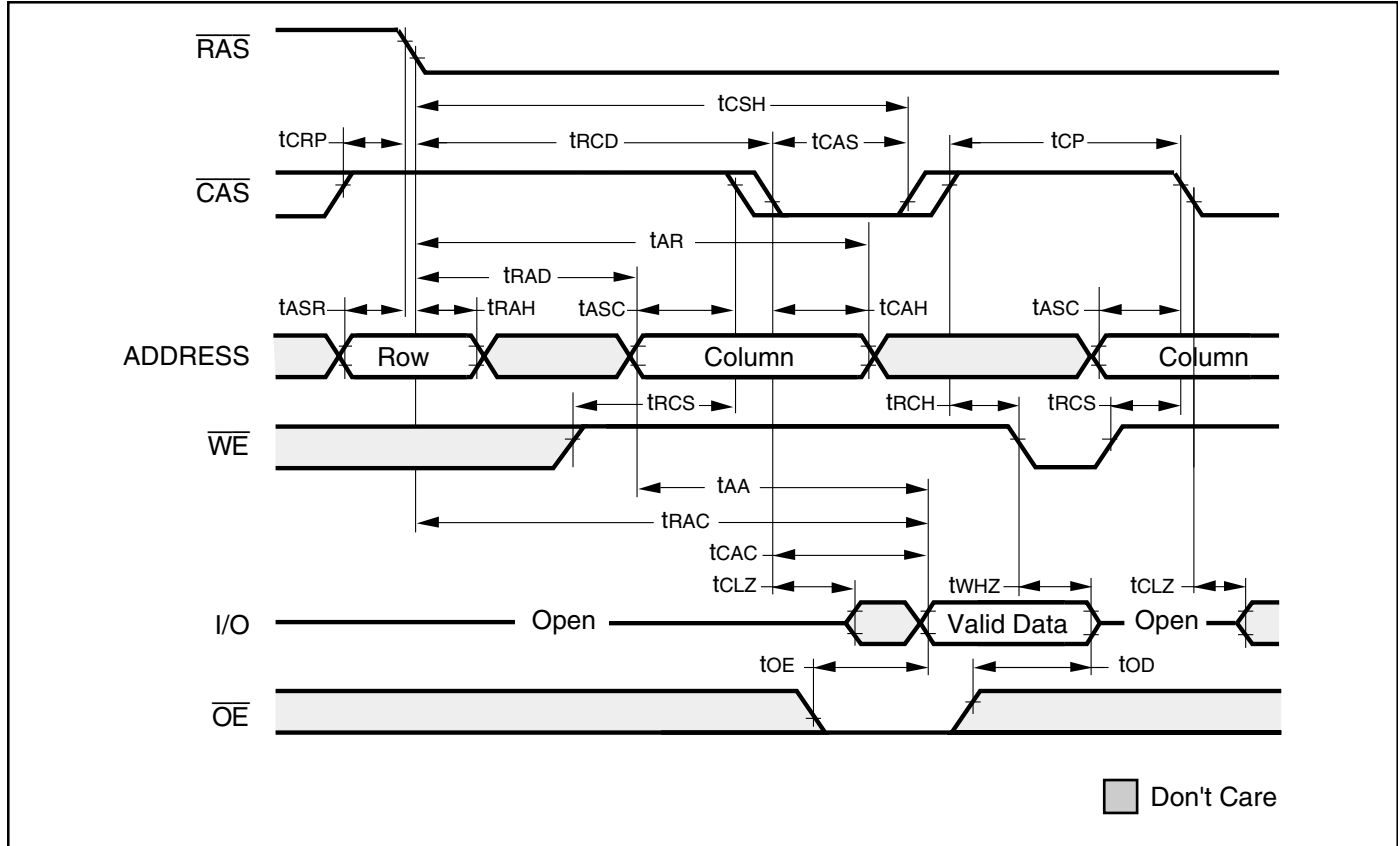 RAS
tCSH
tCRP tRCD tCAS tCP
CAS
tAR
tRAD
tASR tRAH tASC tCAH tASC
ADDRESS Row Column Column
tRCS tRCH tRCS
WE
tAA
tRAC
tCAC
tCLZ tWHZ tCLZ
I/O Open Valid Data Open
tOE tOD
OE
Don't Care